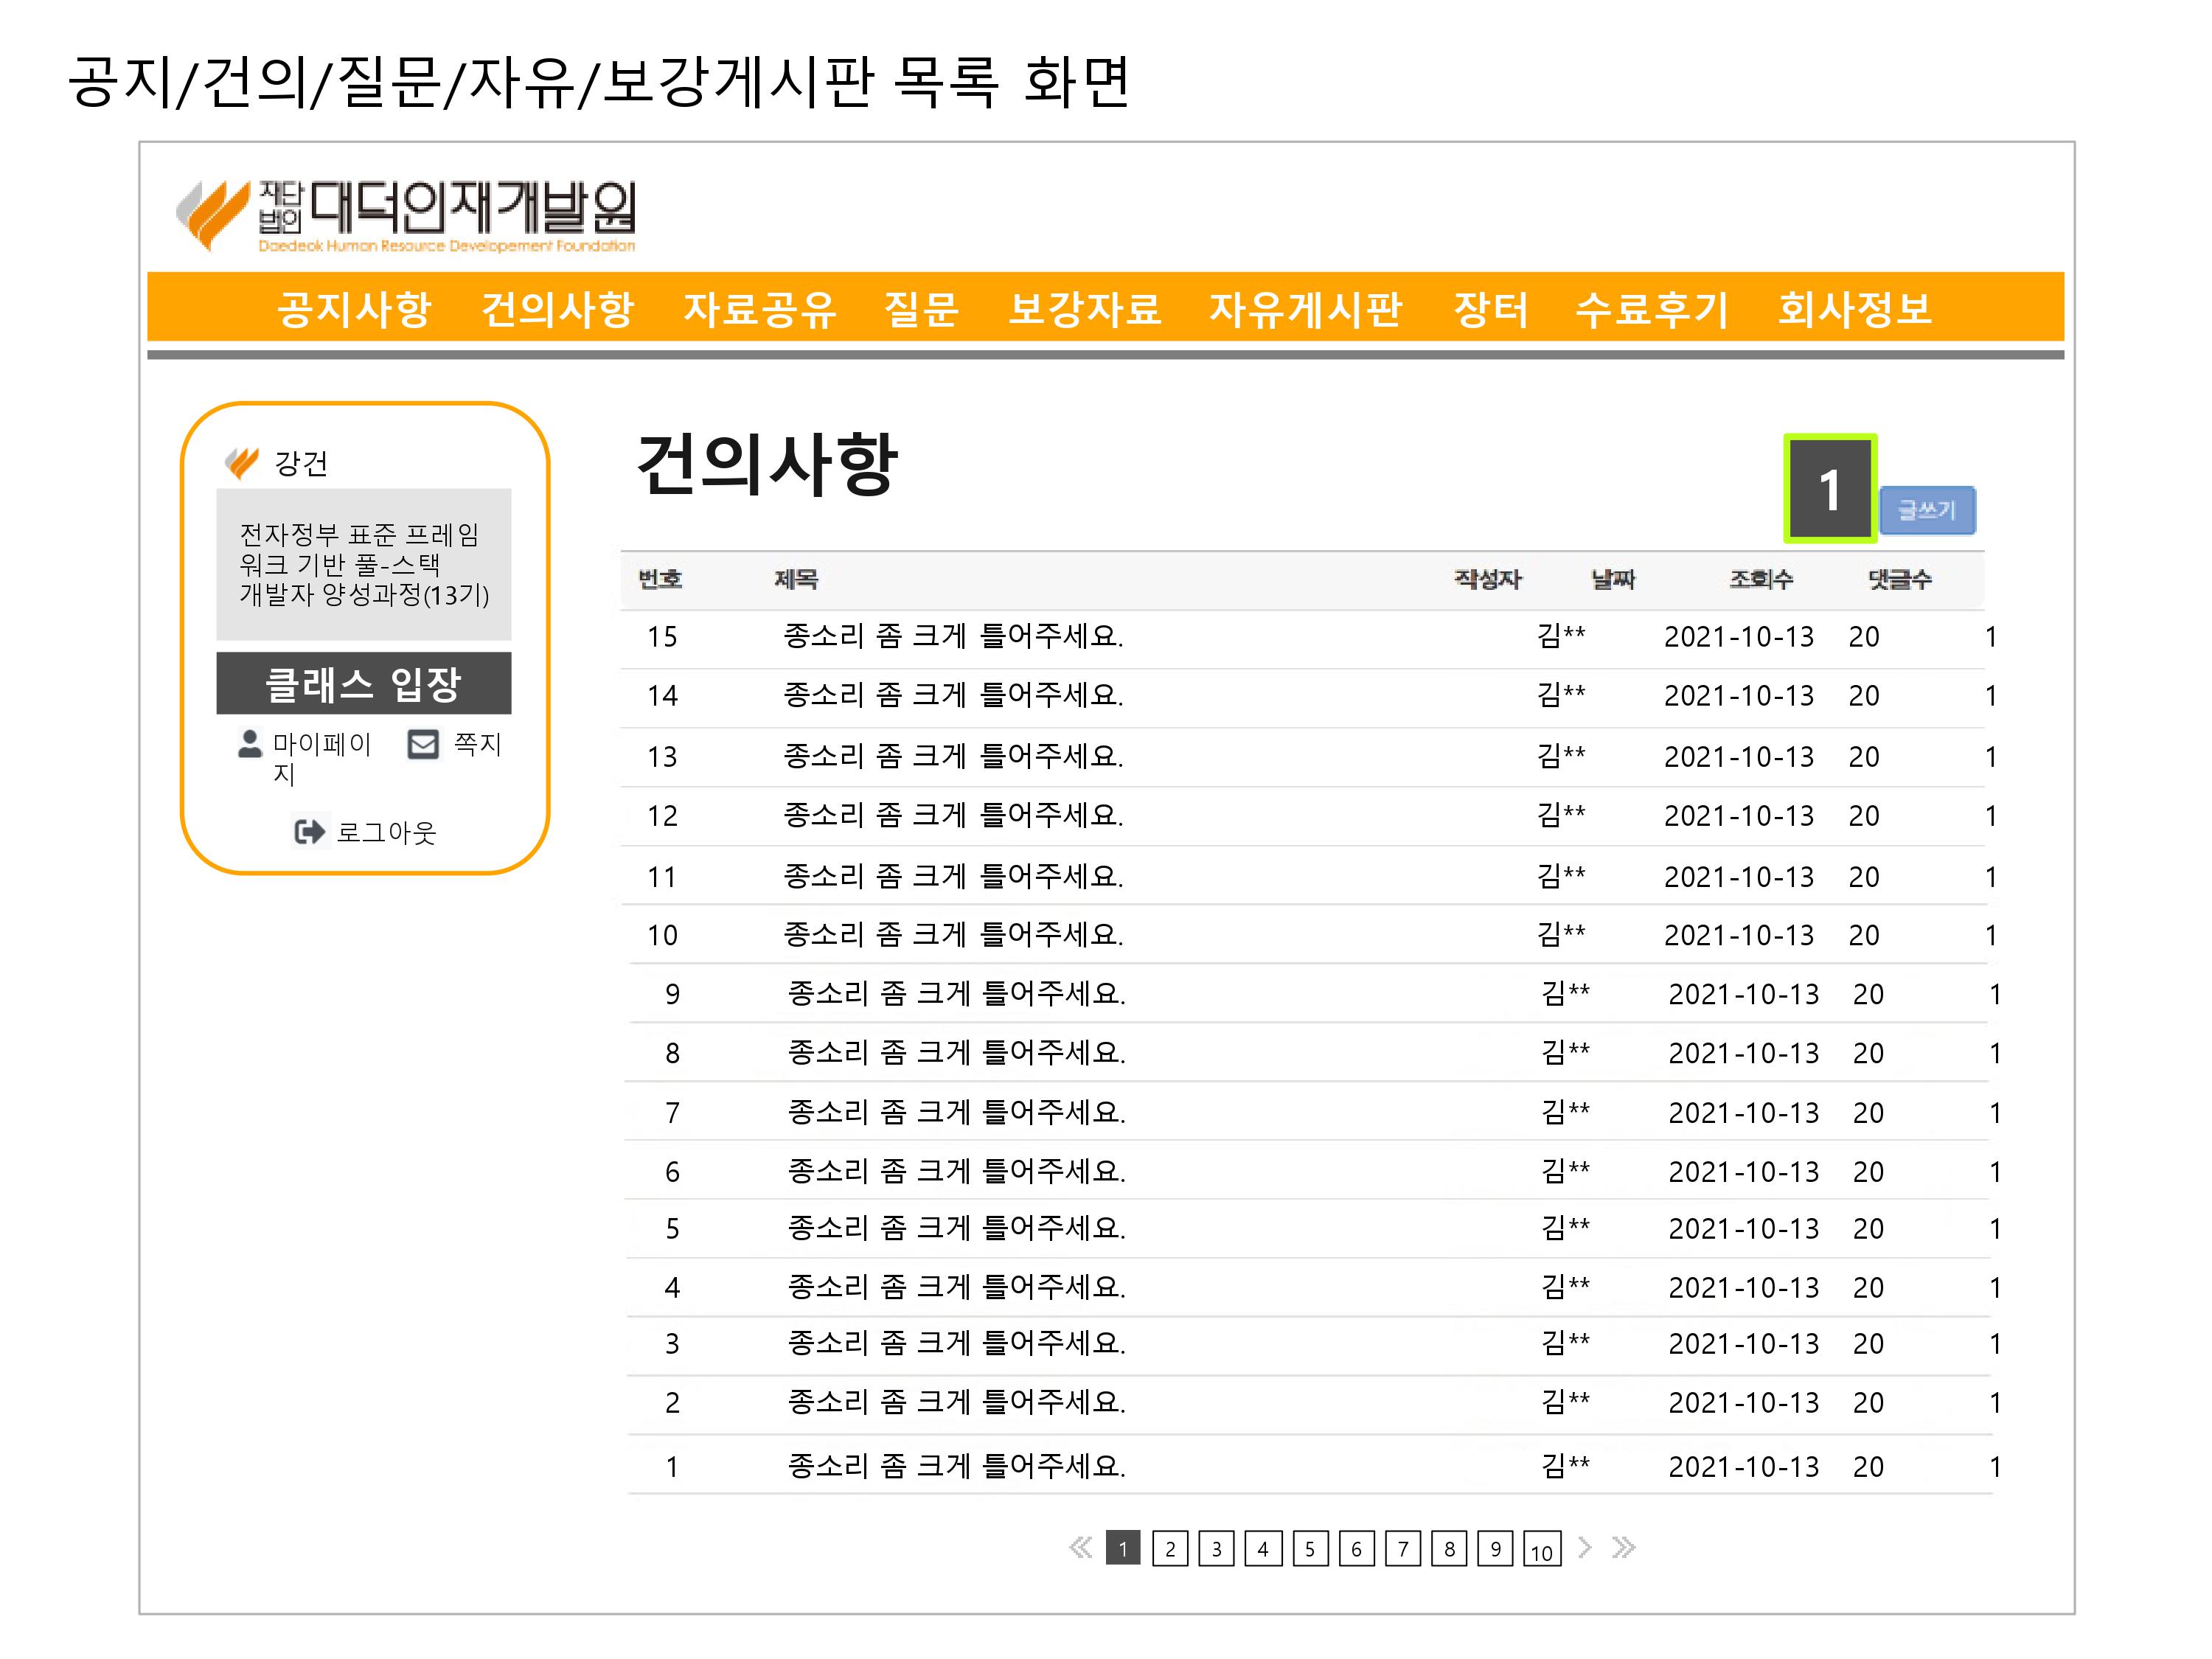 공지/건의/질문/자유/보강게시판 목록 화면
재단법인 대덕인재개발원
Daedeok Human Resource Developement Foundation
공지사항 건의사항 자료공유 질문 보강자료 자유게시판 장터 수료후기 회사정보
강건
전자정부 표준 프레임
워크 기반 풀-스택
개발자 양성과정(13기)
클래스 입장
마이페이
지
쪽지
로그아웃
건의사항
1
글쓰기
번호 제목 작성자 날짜 조회수 댓글수
15 종소리 좀 크게 틀어주세요. 김** 2021-10-13 20 1
14 종소리 좀 크게 틀어주세요. 김** 2021-10-13 20 1
13 종소리 좀 크게 틀어주세요. 김** 2021-10-13 20 1
12 종소리 좀 크게 틀어주세요. 김** 2021-10-13 20 1
11 종소리 좀 크게 틀어주세요. 김** 2021-10-13 20 1
10 종소리 좀 크게 틀어주세요. 김** 2021-10-13 20 1
9 종소리 좀 크게 틀어주세요. 김** 2021-10-13 20 1
8 종소리 좀 크게 틀어주세요. 김** 2021-10-13 20 1
7 종소리 좀 크게 틀어주세요. 김** 2021-10-13 20 1
6 종소리 좀 크게 틀어주세요. 김** 2021-10-13 20 1
5 종소리 좀 크게 틀어주세요. 김** 2021-10-13 20 1
4 종소리 좀 크게 틀어주세요. 김** 2021-10-13 20 1
3 종소리 좀 크게 틀어주세요. 김** 2021-10-13 20 1
2 종소리 좀 크게 틀어주세요. 김** 2021-10-13 20 1
1 종소리 좀 크게 틀어주세요. 김** 2021-10-13 20 1
1 2 3 4 5 6 7 8 9 10